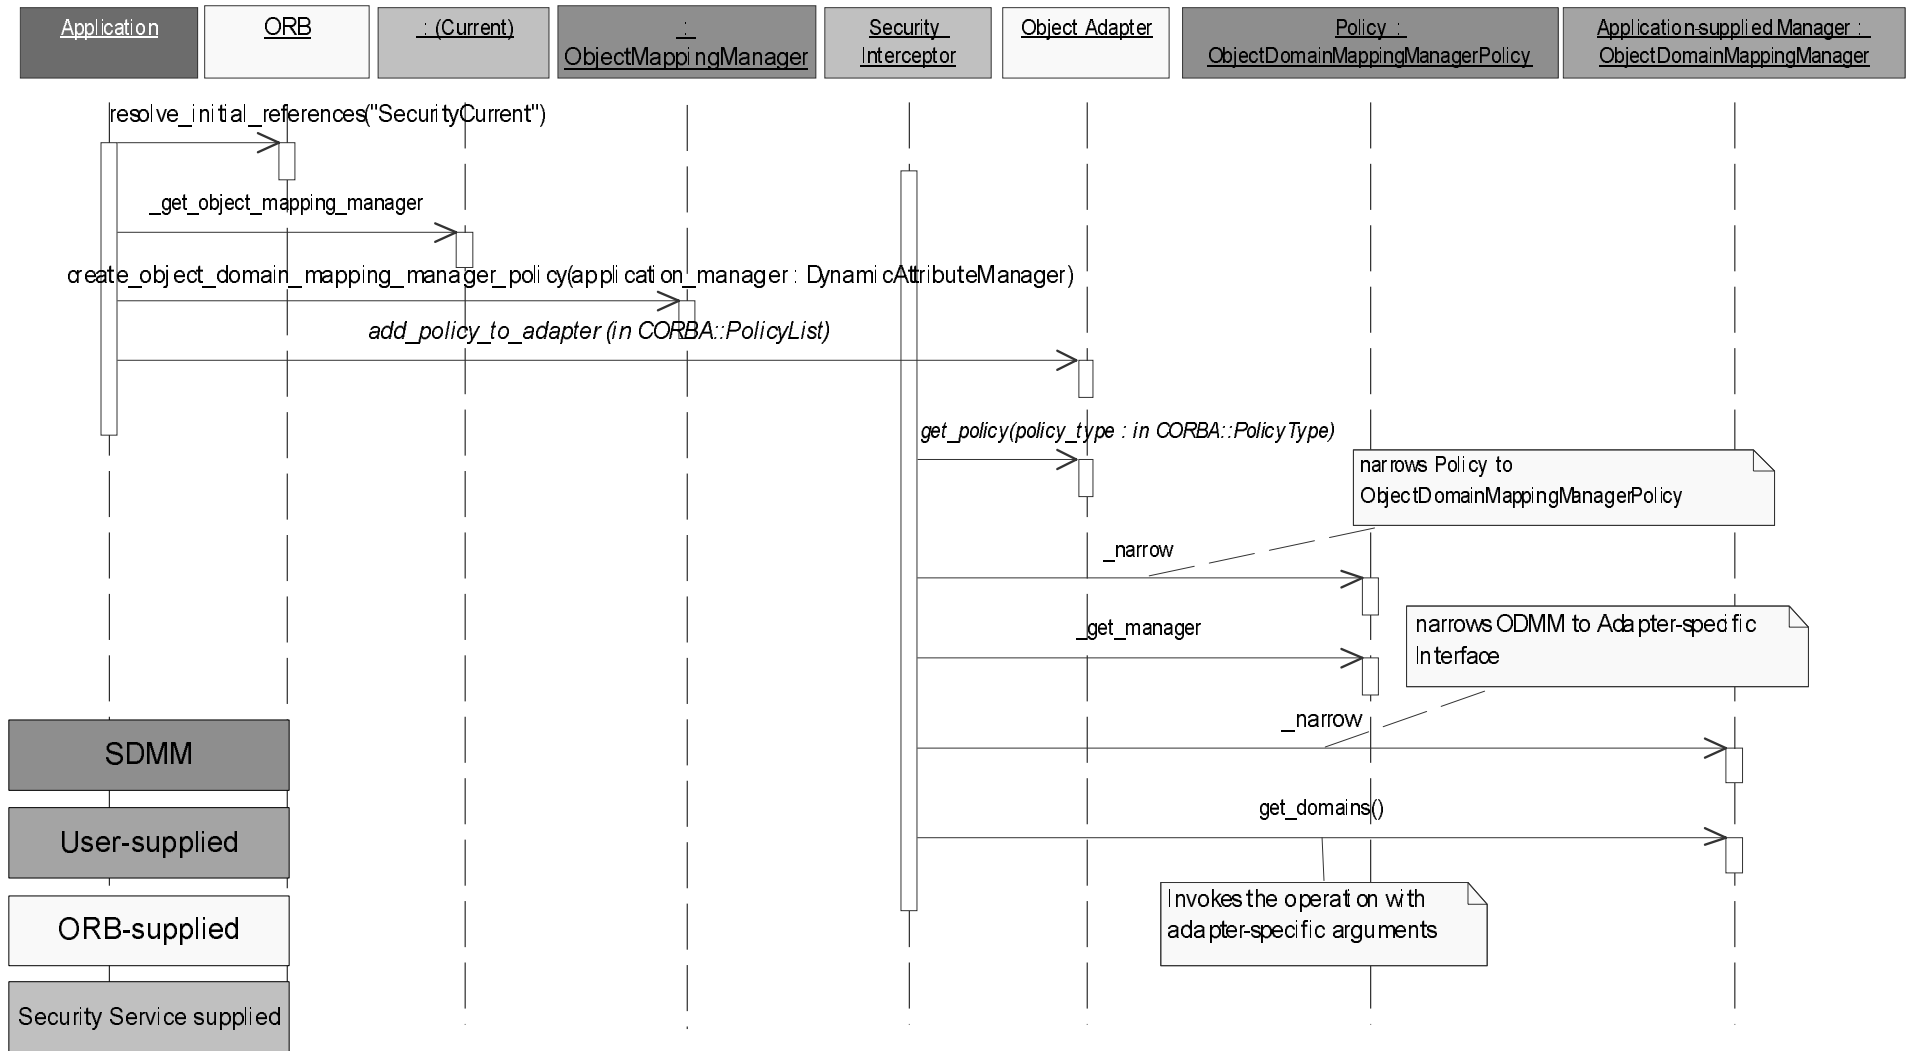 Application
ORB
: (Current)
:
ObjectMappingManager
Security
Interceptor
Object Adapter
Policy :
ObjectDomainMappingManagerPolicy
Application-supplied Manager :
ObjectDomainMappingManager
resolve_initial_references("SecurityCurrent")
_get_object_mapping_manager
create_object_domain_mapping_manager_policy(application_manager : DynamicAttributeManager)
add_policy_to_adapter (in CORBA::PolicyList)
get_policy(policy_type : in CORBA::PolicyType)
narrows Policy to
ObjectDomainMappingManagerPolicy
_narrow
_get_manager
narrows ODMM to Adapter-specific
Interface
_narrow
get_domains()
Invokes the operation with
adapter-specific arguments
SDMM
User-supplied
ORB-supplied
Security Service supplied